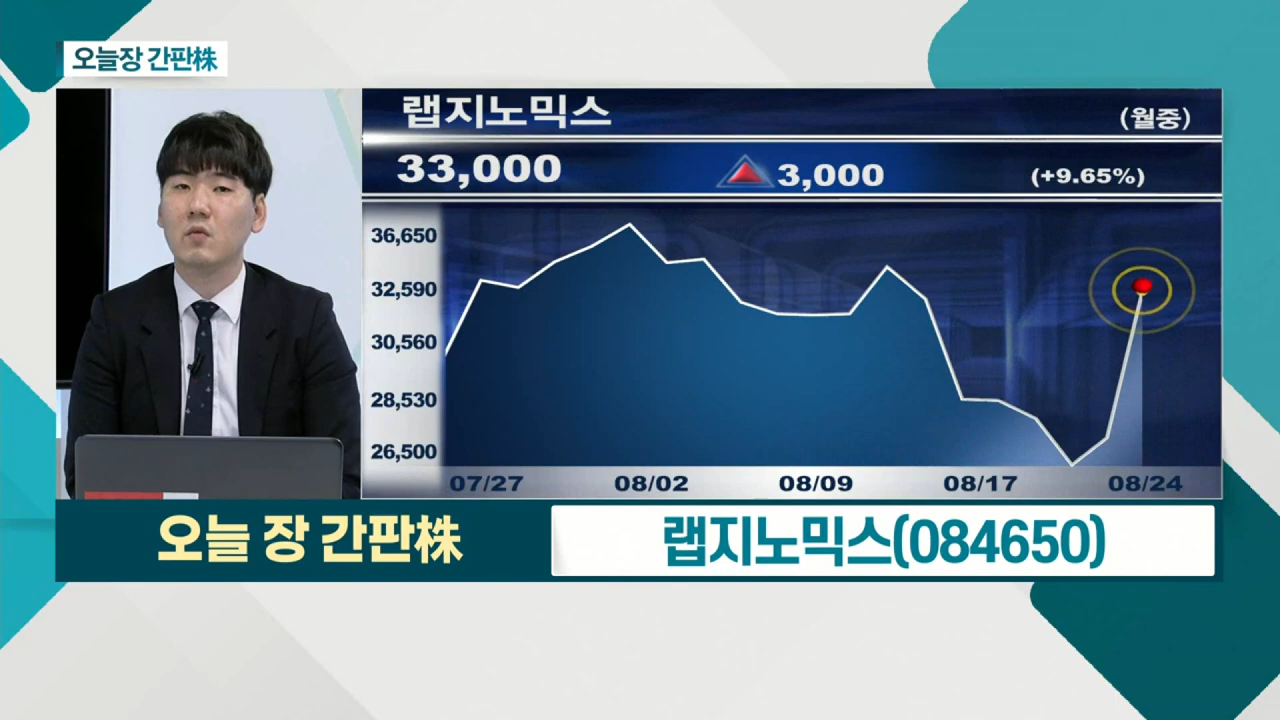 오늘장 간판株
랩지노믹스
(월중)
33,000
3,000
(+9.65%)
36,650
32,590
30,560
28,530
26,500
07/27 08/02 08/09 08/17 08/24
오늘 장 간판株
랩지노믹스(084650)